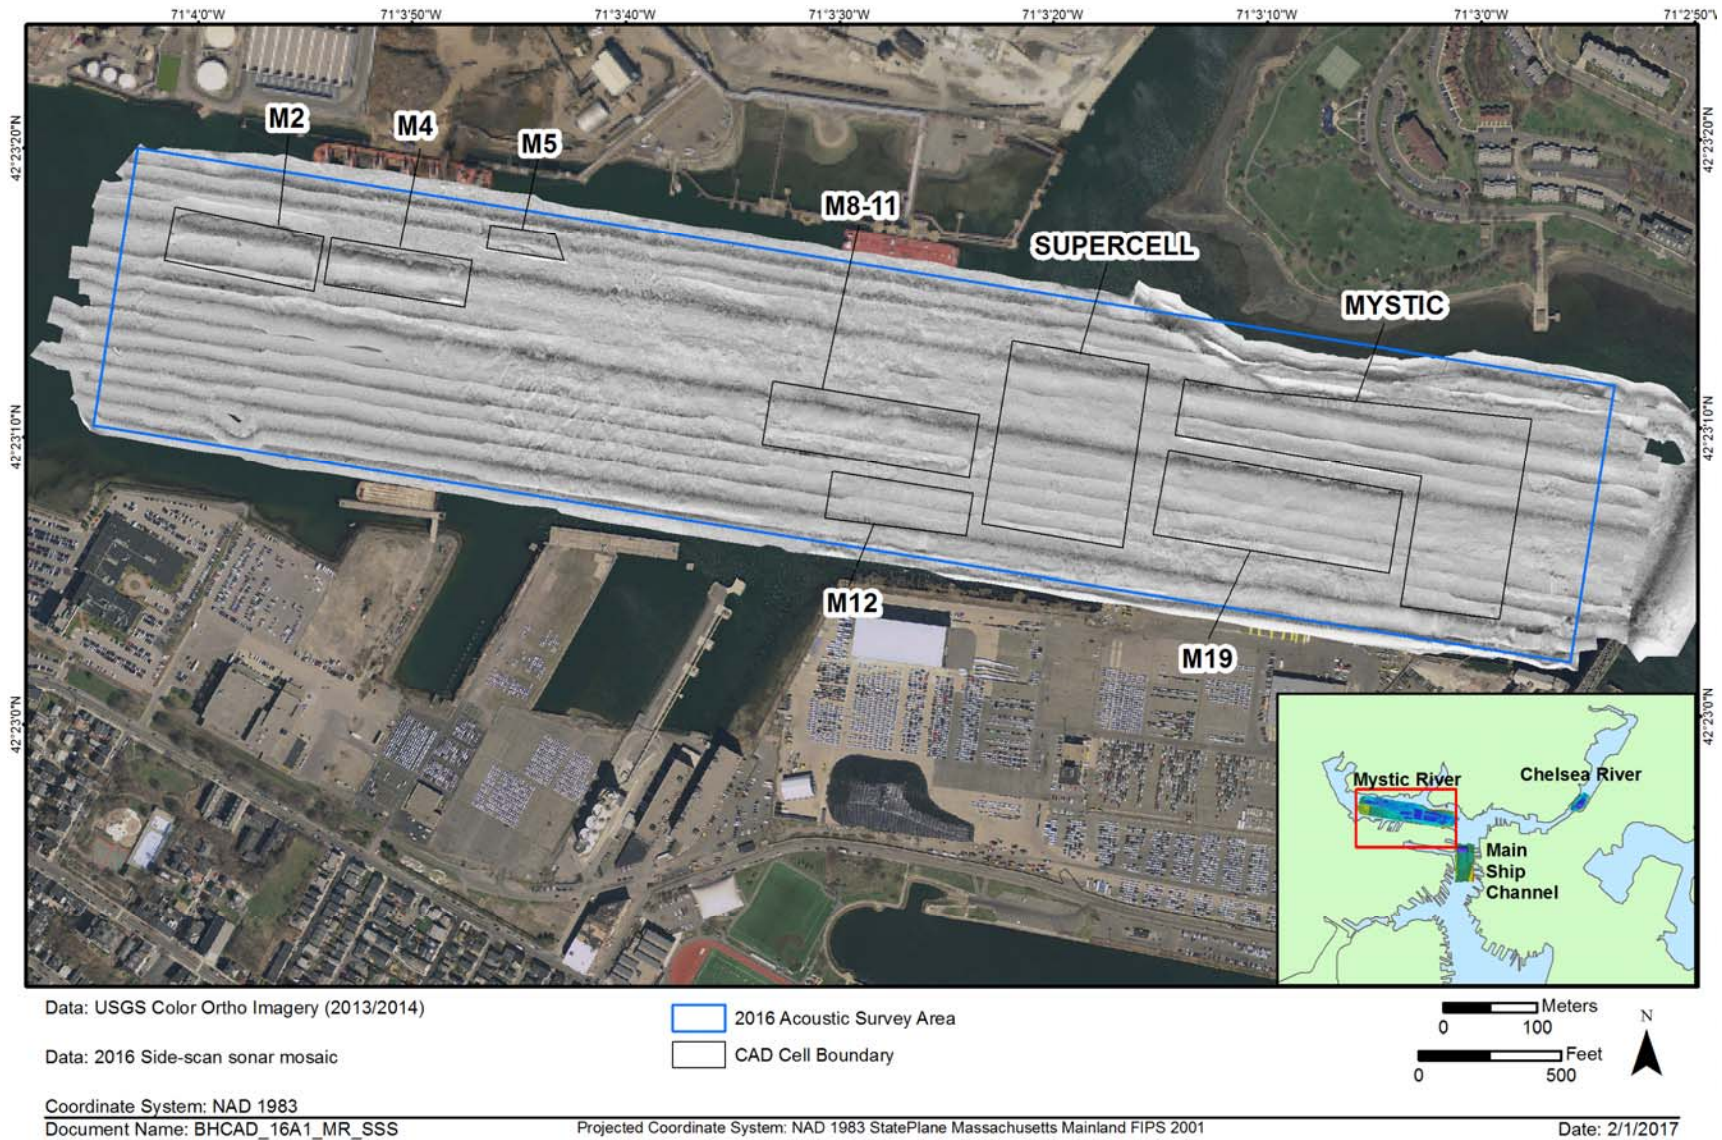 71°4'0"W 71°3'50"W 71°3'40"W 71°3'30"W 71°3'20"W 71°3'10"W 71°3'0"W 71°2'50"W
42°23'20"N 42°23'20"N
42°23'10"N 42°23'10"N
42°23'0"N 42°23'0"N
M2
M4
M5
M8-11
SUPERCELL
MYSTIC
M12
M19
Mystic River
Chelsea River
Main
Ship
Channel
Data: USGS Color Ortho Imagery (2013/2014)
Data: 2016 Side-scan sonar mosaic
2016 Acoustic Survey Area
CAD Cell Boundary
Meters
0 100
Feet
0 500
N
Coordinate System: NAD 1983
Document Name: BHCAD_16A1_MR_SSS
Projected Coordinate System: NAD 1983 StatePlane Massachusetts Mainland FIPS 2001
Date: 2/1/2017